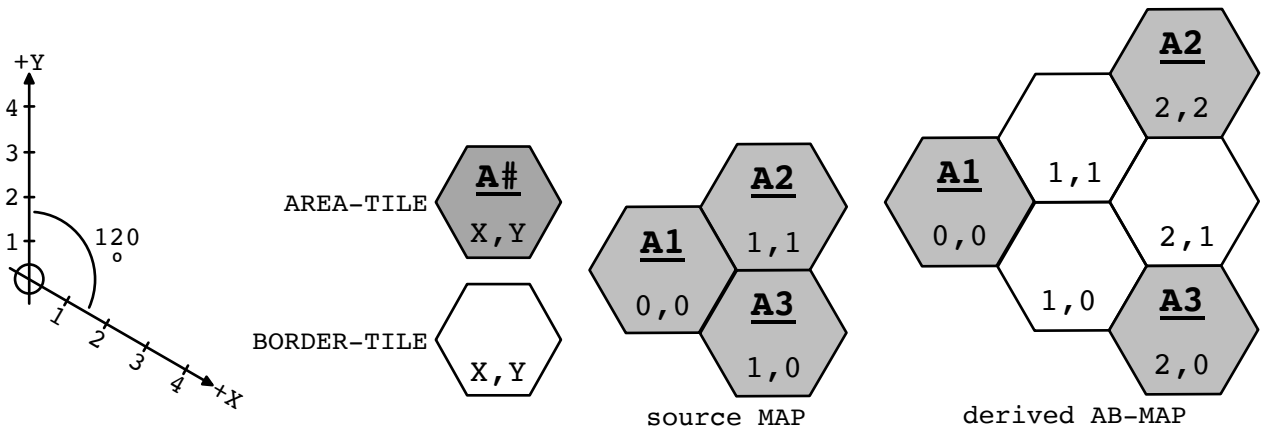 +Y
4
3
2
1
120
o
1
2
3
4
+X
AREA-TILE
A#
X,Y
BORDER-TILE
X,Y
A1
0,0
A2
1,1
A3
1,0
source MAP
A1
0,0
1,1
1,0
A2
2,2
2,1
A3
2,0
derived AB-MAP